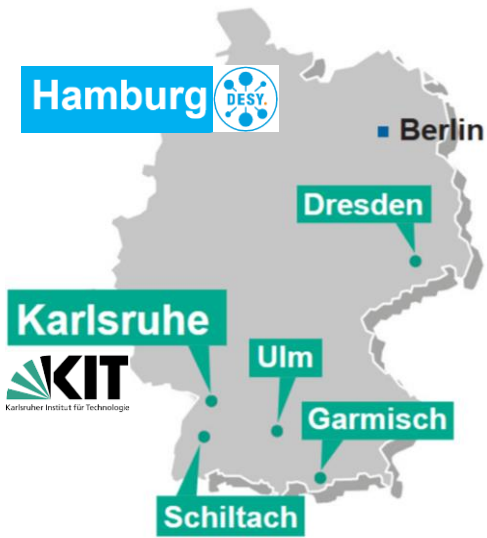 Hamburg
DESY.
Berlin
Dresden
Karlsruhe
KIT
Karlsruher Institut für Technologie
Ulm
Garmisch
Schiltach